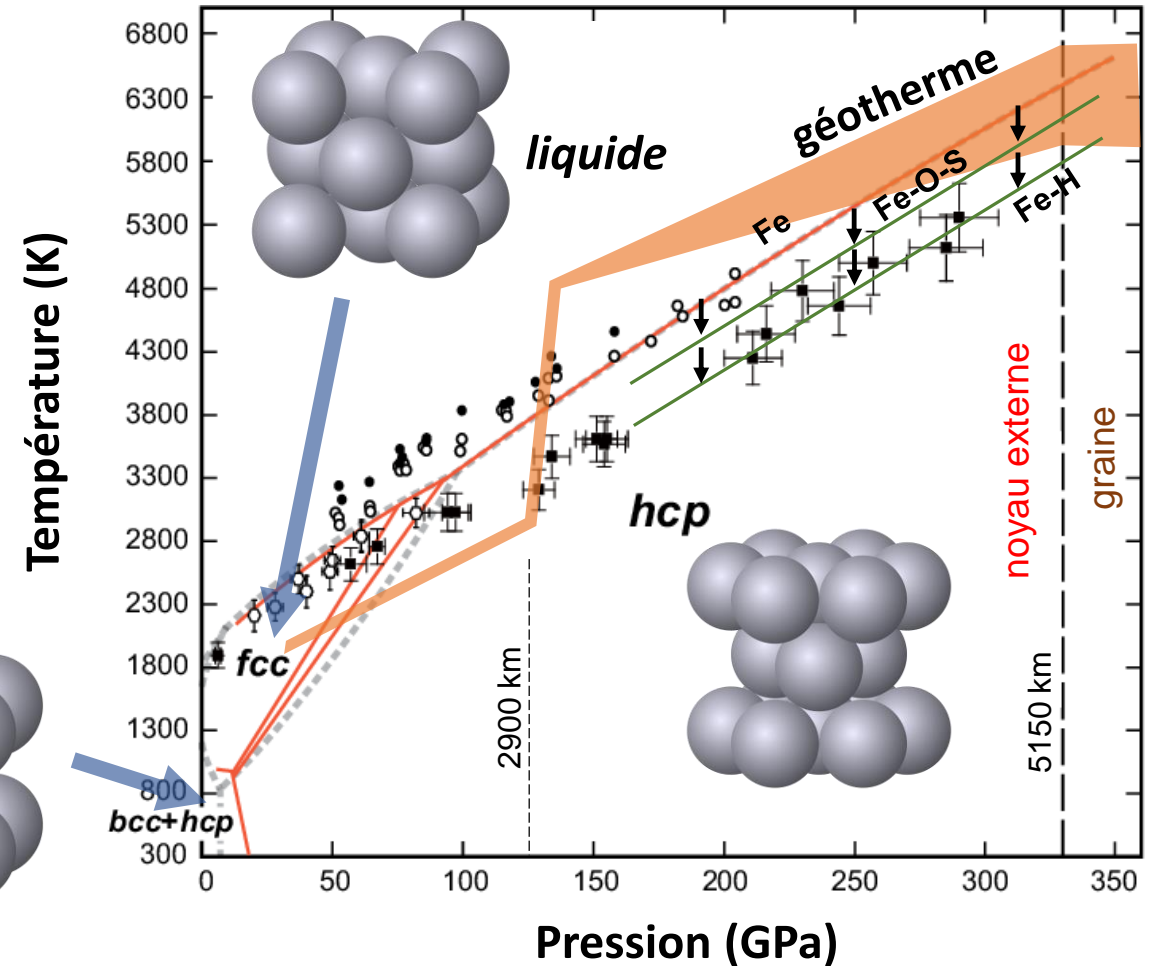 Température (K)
6800
6300
5800
5300
4800
4300
3800
3300
2800
2300
1800
1300
800
300
liquide
géotherme
Fe
Fe-O-S
Fe-H
hcp
fcc
bcc+hcp
2900 km
5150 km
noyau externe
graine
0 50 100 150 200 250 300 350
Pression (GPa)